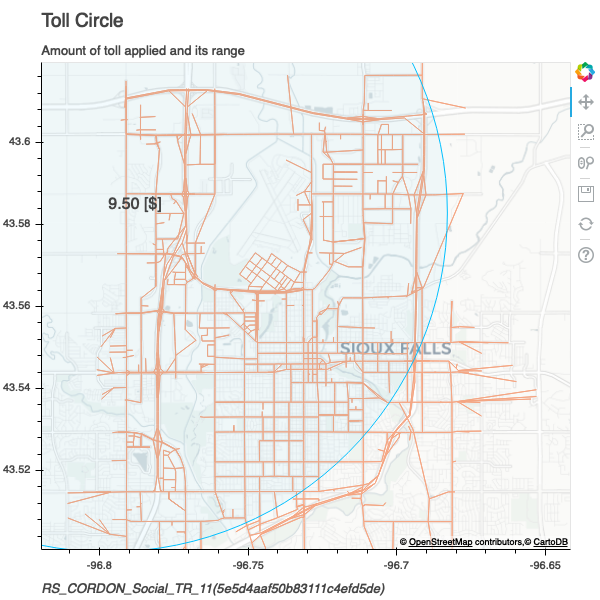 Toll Circle
Amount of toll applied and its range
43.6
9.50 [$]
43.58
43.56
SIOUX FALLS
43.54
43.52
© OpenStreetMap contributors,© CartoDB
-96.8 -96.75 -96.7 -96.65
RS_CORDON_Social_TR_11(5e5d4aaf50b83111c4efd5de)